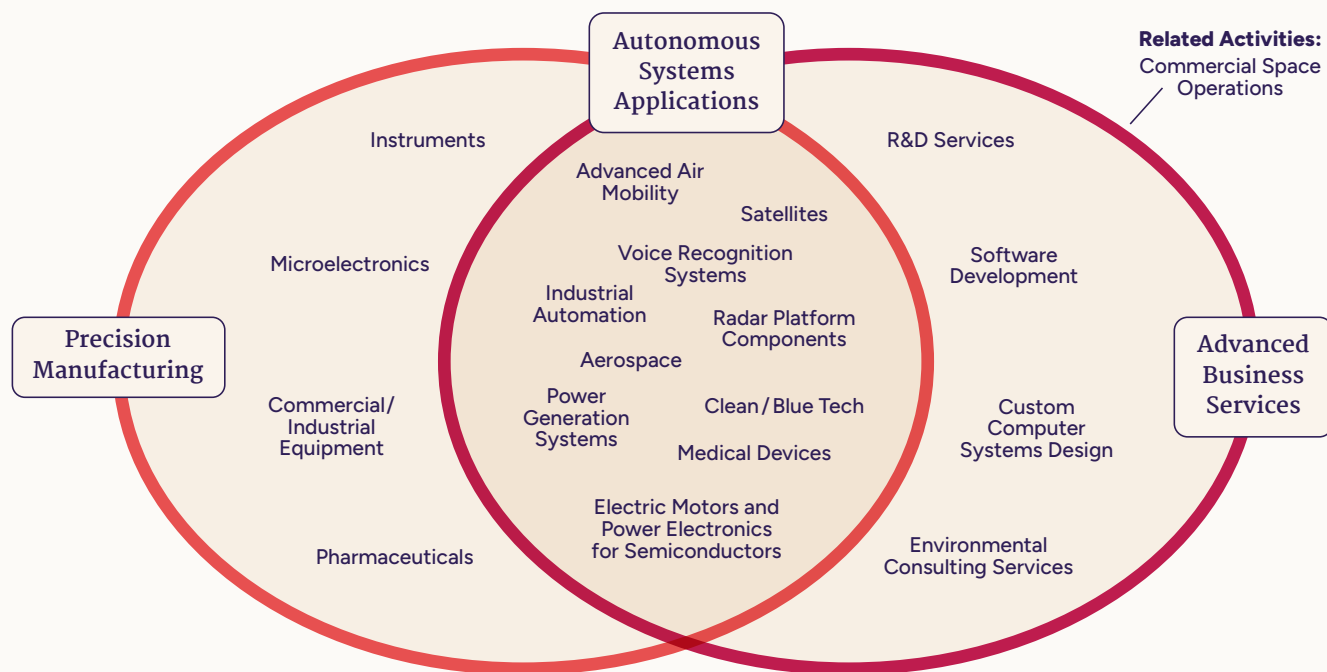 Autonomous
Systems
Applications
Related Activities:
Commercial Space
Operations
Precision
Manufacturing
Instruments
Microelectronics
Commercial/
Industrial
Equipment
Pharmaceuticals
Advanced Air
Mobility
Satellites
Voice Recognition
Systems
Industrial
Automation
Radar Platform
Components
Aerospace
Power
Generation
Systems
Clean/Blue Tech
Medical Devices
Electric Motors and
Power Electronics
for Semiconductors
R&D Services
Software
Development
Custom
Computer
Systems Design
Environmental
Consulting Services
Advanced
Business
Services